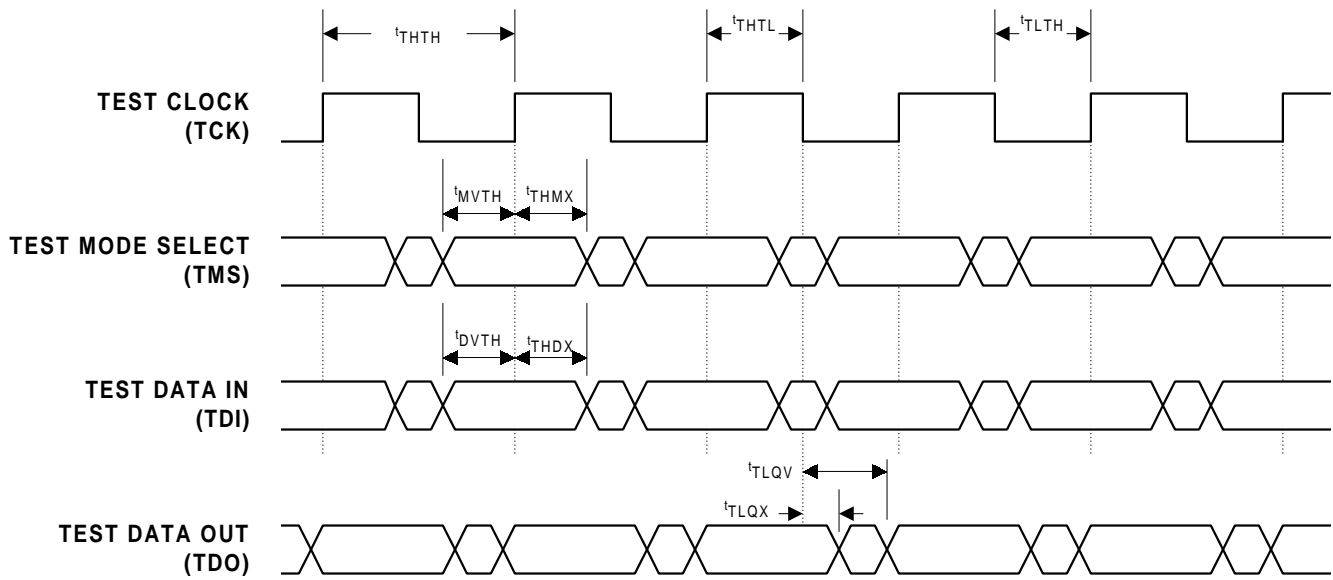 tTHTH
tTHTL
tTLTH
TEST CLOCK
(TCK)
tMVTH
tTHMX
TEST MODE SELECT
(TMS)
tDVTH
tTHDX
TEST DATA IN
(TDI)
tTLQV
tTLQX
TEST DATA OUT
(TDO)